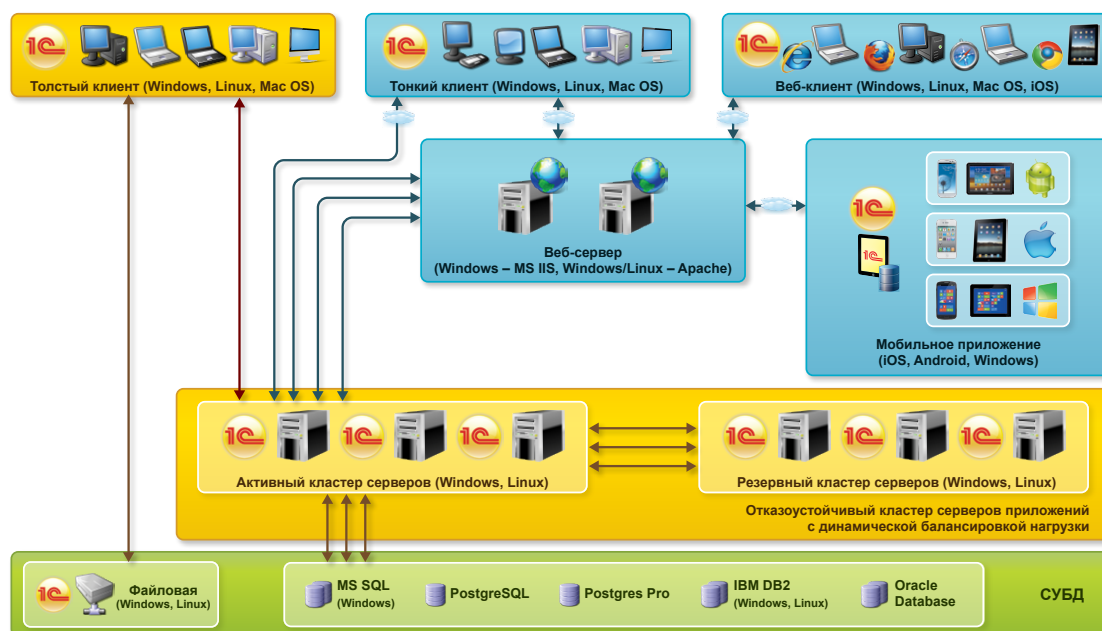 1С
Толстый клиент (Windows, Linux, Mac OS)
1С
Тонкий клиент (Windows, Linux, Mac OS)
1С
Веб-клиент (Windows, Linux, Mac OS, iOS)
Веб-сервер
(Windows – MS IIS, Windows/Linux – Apache)
1С
1С
Мобильное приложение
(iOS, Android, Windows)
1С
1С
1С
Активный кластер серверов (Windows, Linux)
1С
1С
1С
Резервный кластер серверов (Windows, Linux)
Отказоустойчивый кластер серверов приложений
с динамической балансировкой нагрузки
1С
Файловая
(Windows, Linux)
MS SQL
(Windows)
PostgreSQL
Postgres Pro
IBM DB2
(Windows, Linux)
Oracle
Database
СУБД